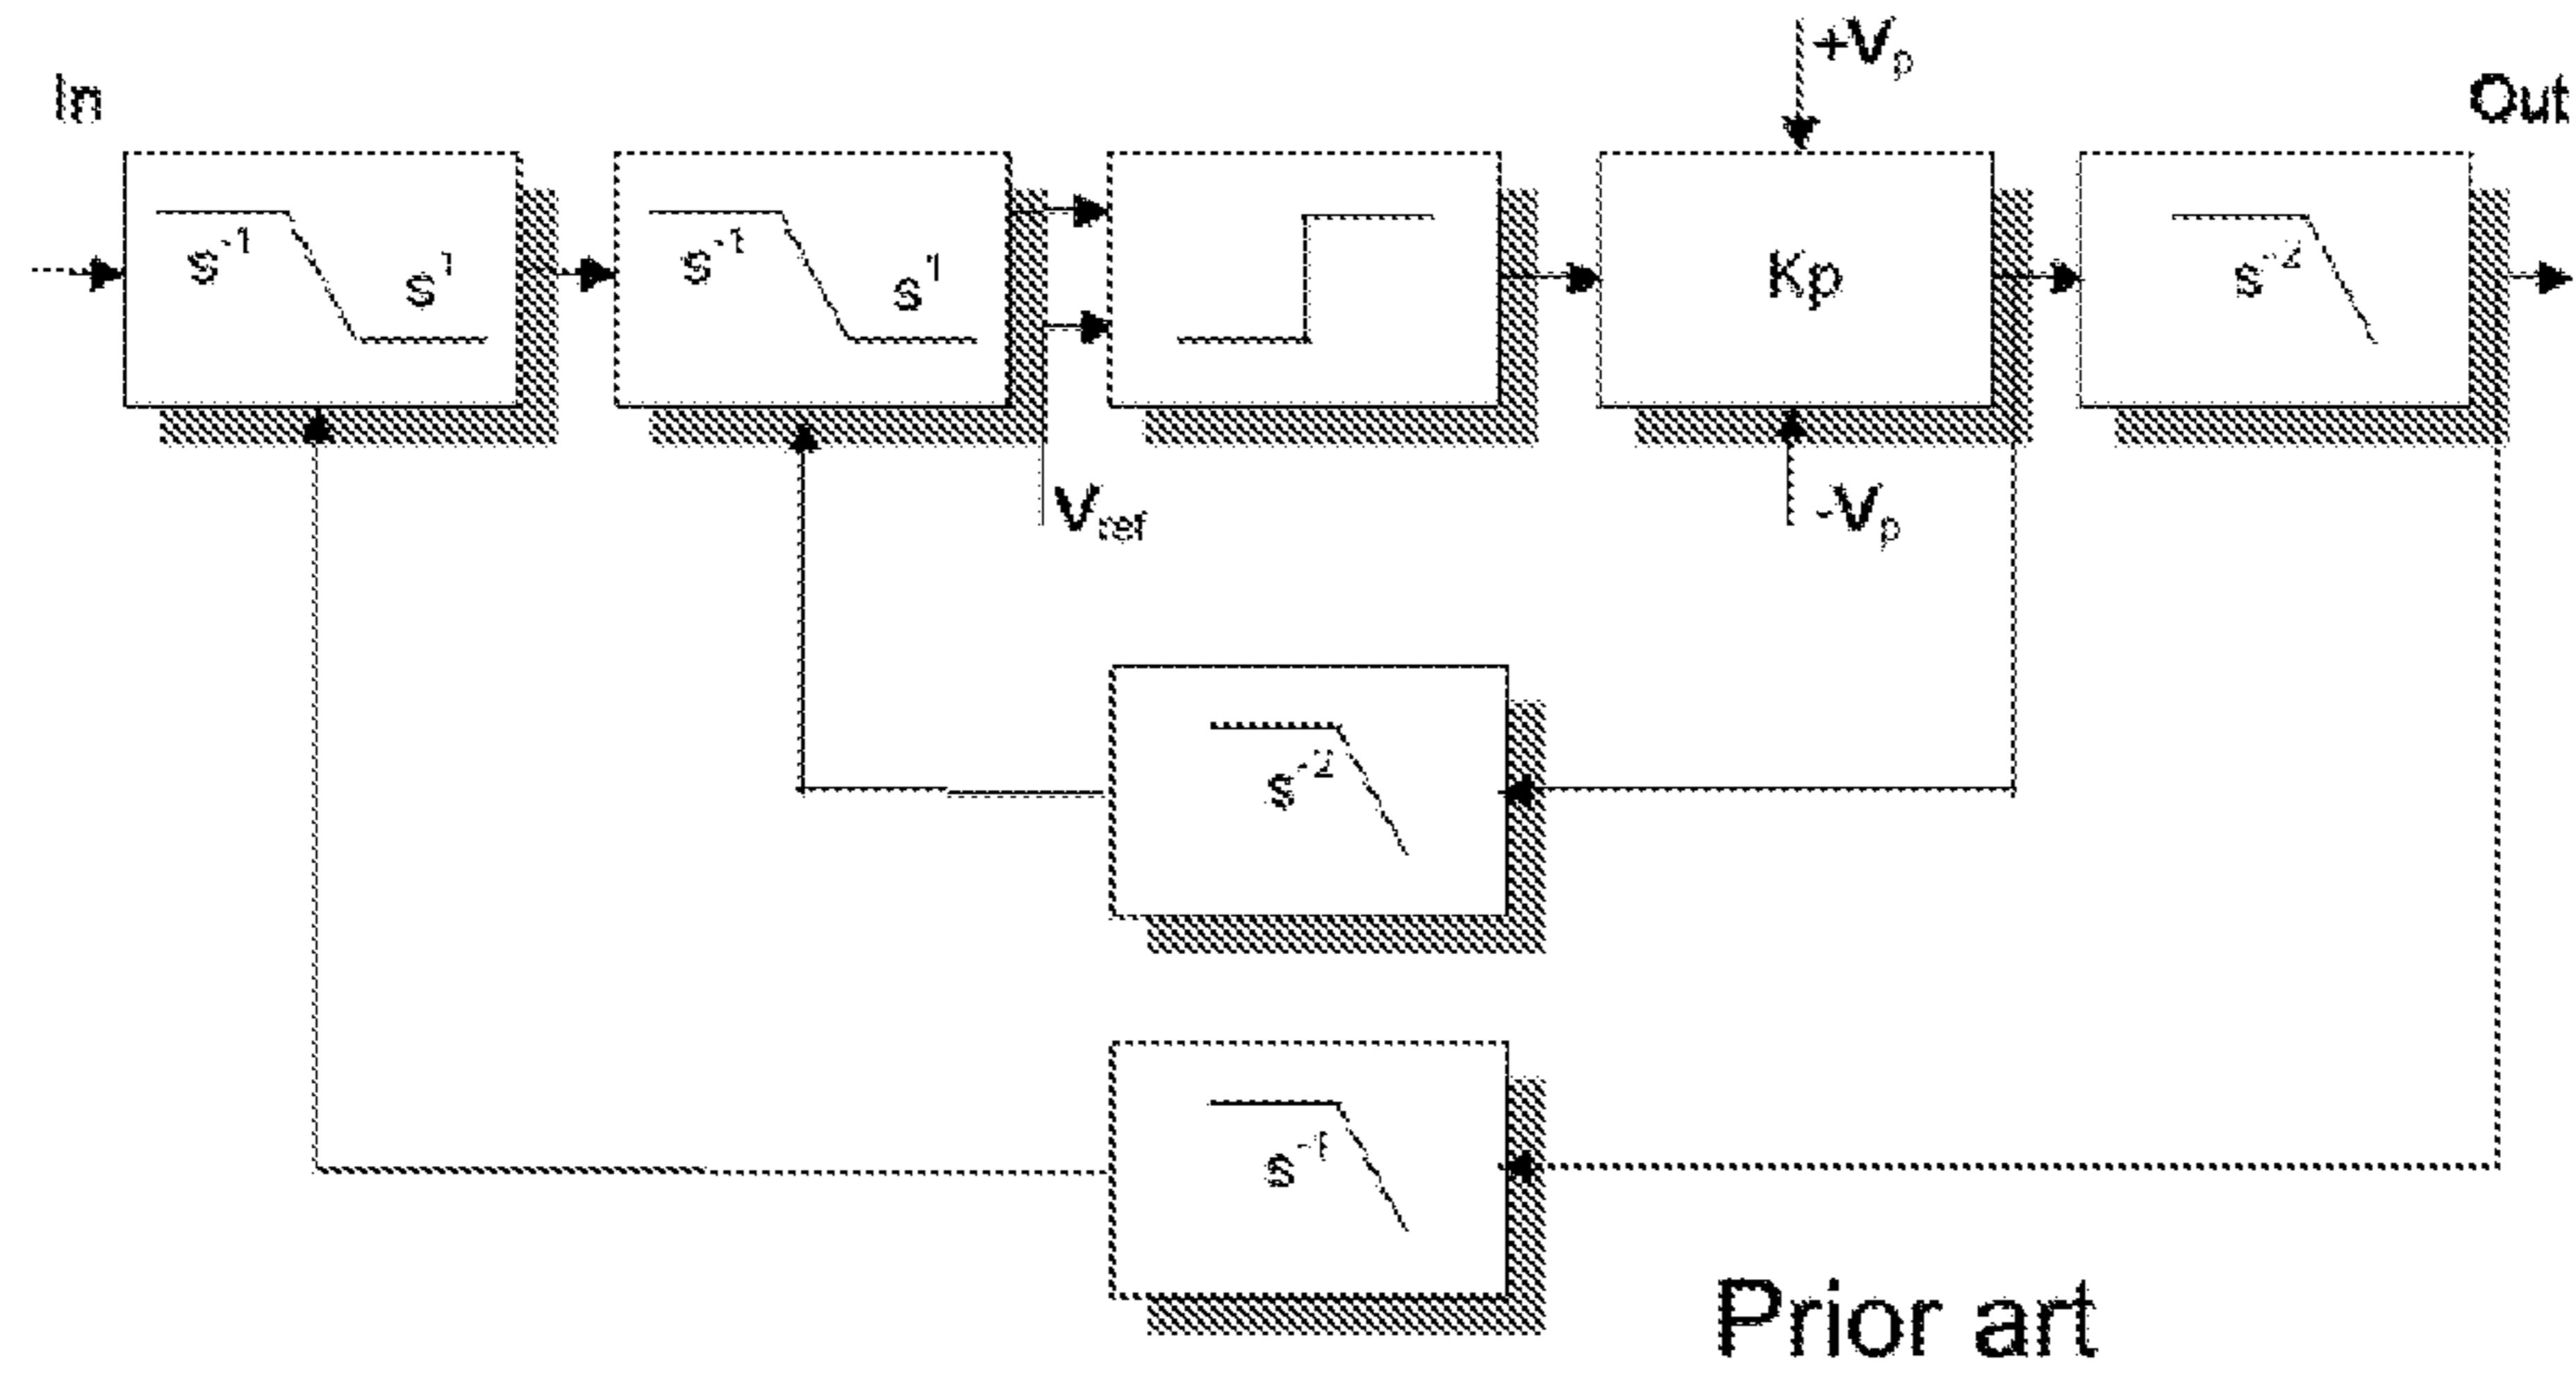 +Vp
In
Out
s⁻¹ s¹
s⁻¹ s¹
Kp
s⁻²
Vref
-Vp
s⁻²
s⁻¹
Prior art